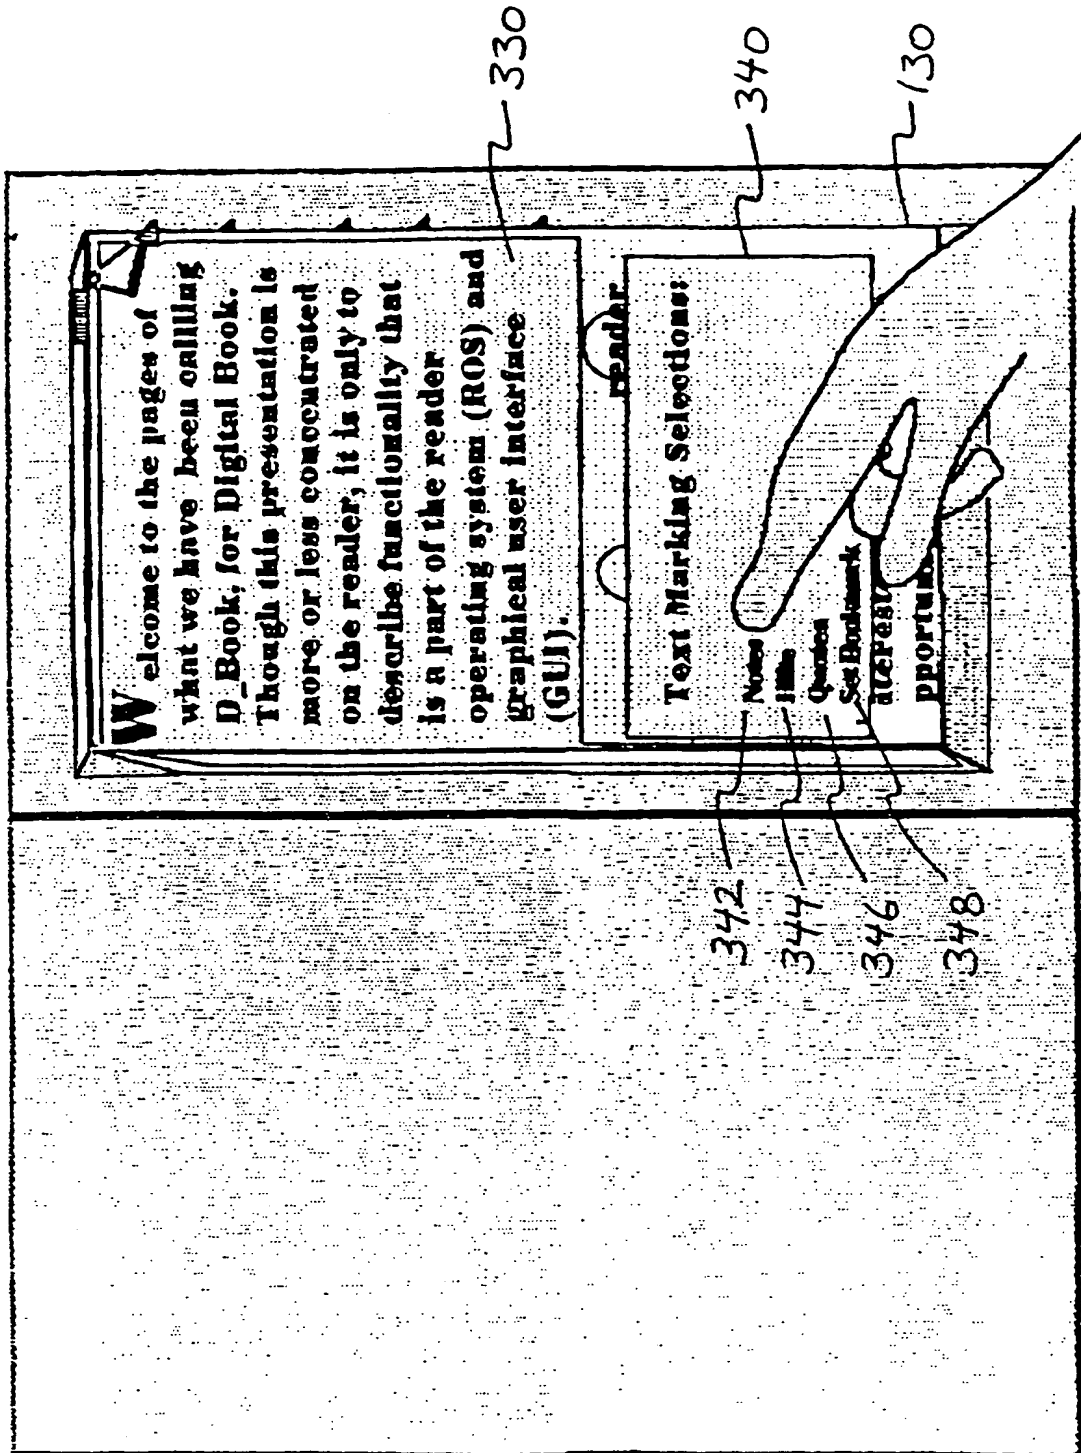 Welcome to the pages of
what we have been calling
D_Book, for Digital Book.
Though this presentation is
more or less concentrated
on the reader, it is only to
describe functionality that
is a part of the reader
operating system (ROS) and
graphical user interface
(GUI).
330
reader
Text Marking Selections:
340
342
Notes
344
346
Quotes
348
Set Bookmark
130